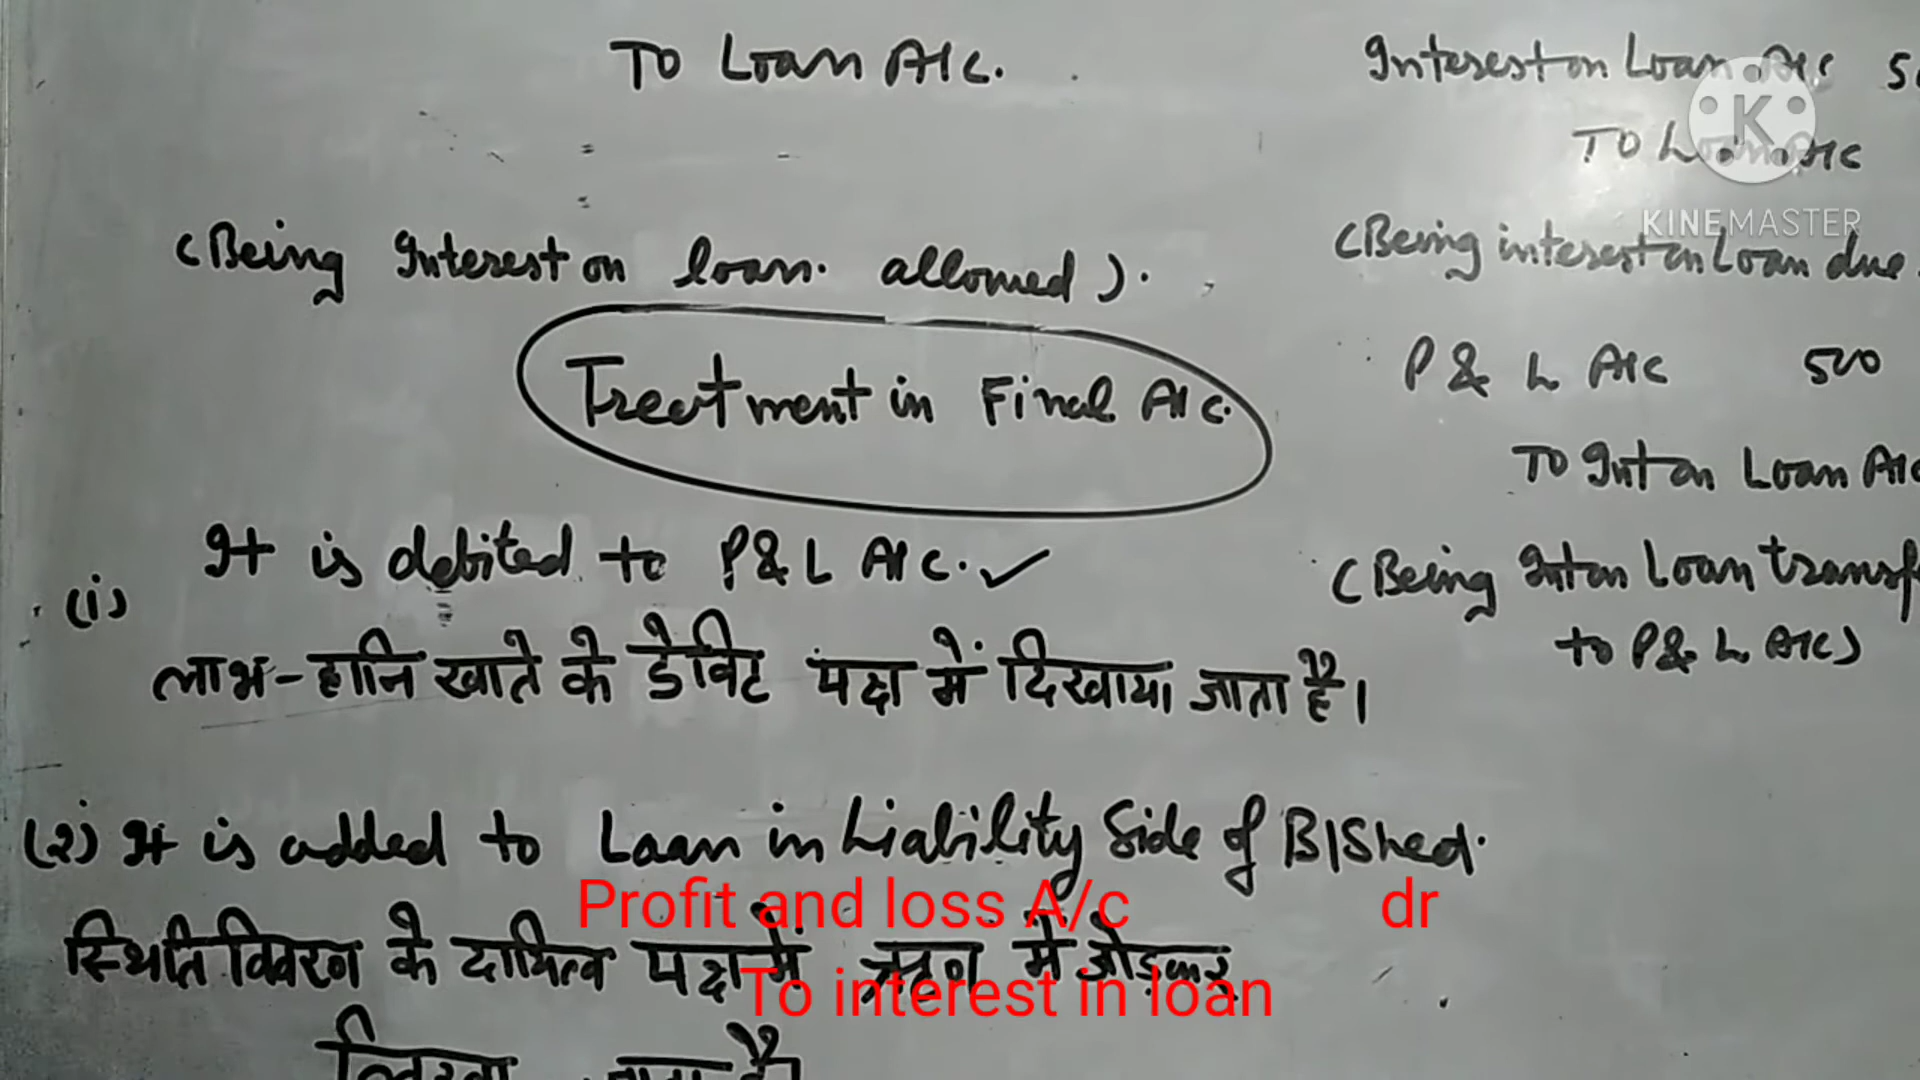 To Loan A/c.
(Being Interest on loan. allowed).
Treatment in Final A/c.
(i) It is debited to P&L A/c. ✓
लाभ-हानि खाते के डेबिट पक्ष में दिखाया जाता है।
(2) It is added to Loan in Liability Side of B/Sheet.
स्थिति विवरण के दायित्व पक्ष में ऋण में जोड़कर
जाता है।
Interest on Loan A/c
To Loan A/c
(Being interest on Loan due
P & L A/c 500
To Int on Loan A/c
(Being Int on Loan transf
to P& L A/c)
KINEMASTER
Profit and loss A/c dr
To interest in loan